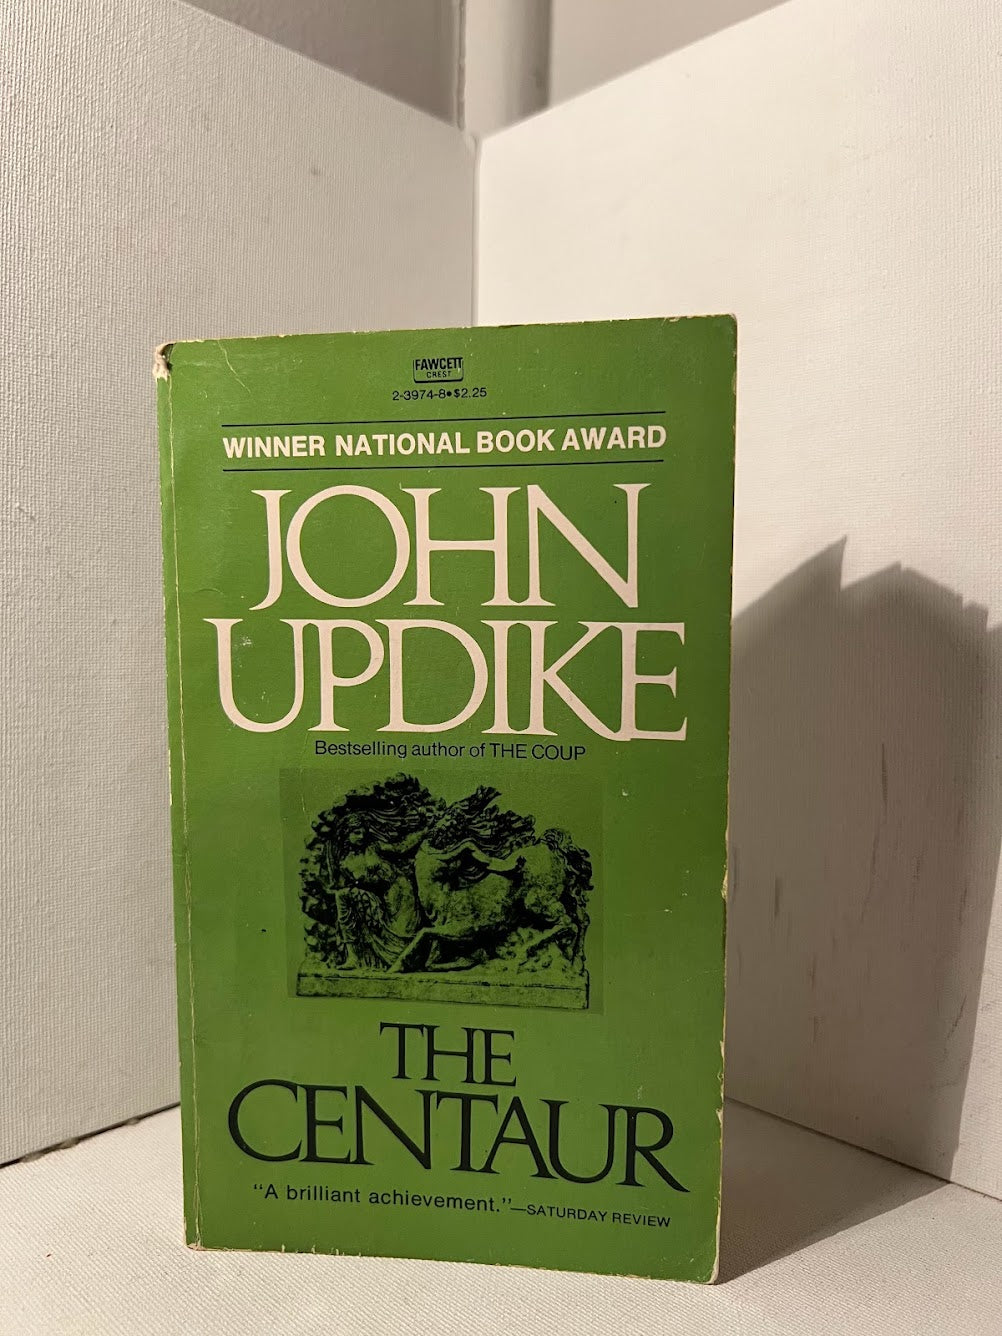 FAWCETT
CREST
2-3974-8•$2.25
WINNER NATIONAL BOOK AWARD
JOHN
UPDIKE
Bestselling author of THE COUP
THE
CENTAUR
“A brilliant achievement.”—SATURDAY REVIEW